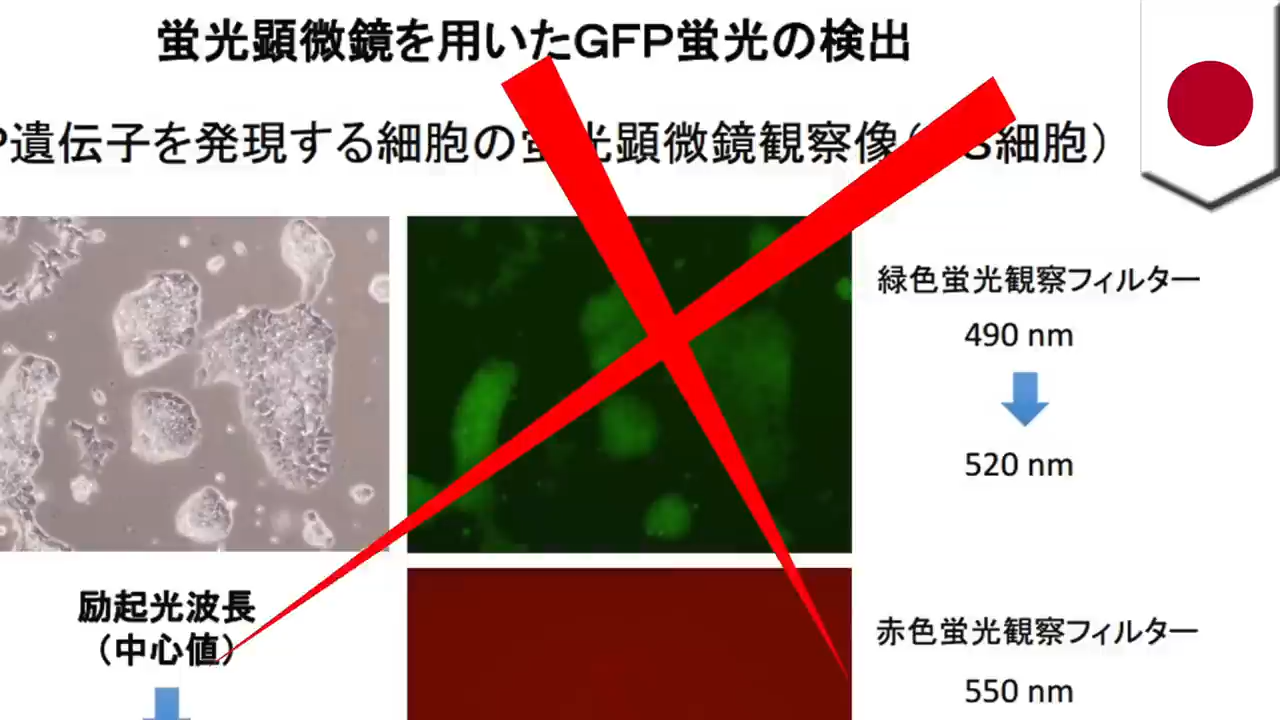 蛍光顕微鏡を用いたGFP蛍光の検出
P遺伝子を発現する細胞の蛍光顕微鏡観察像（S細胞）
緑色蛍光観察フィルター
490 nm
520 nm
励起光波長
（中心値）
赤色蛍光観察フィルター
550 nm